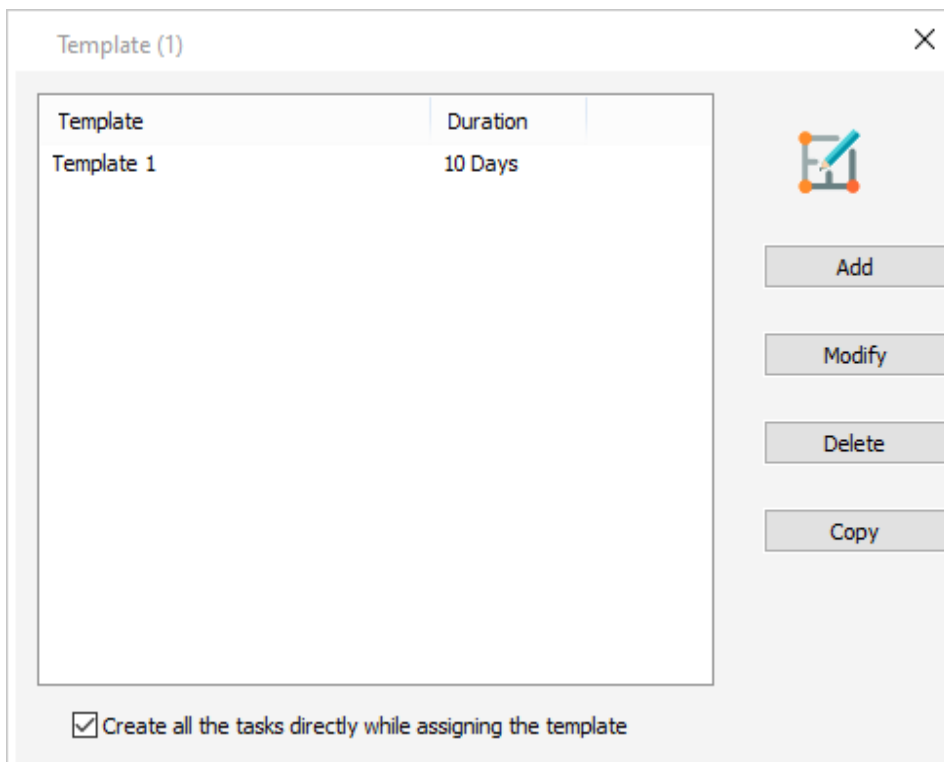 Template (1)
Template Duration
Template 1 10 Days
Add
Modify
Delete
Copy
Create all the tasks directly while assigning the template